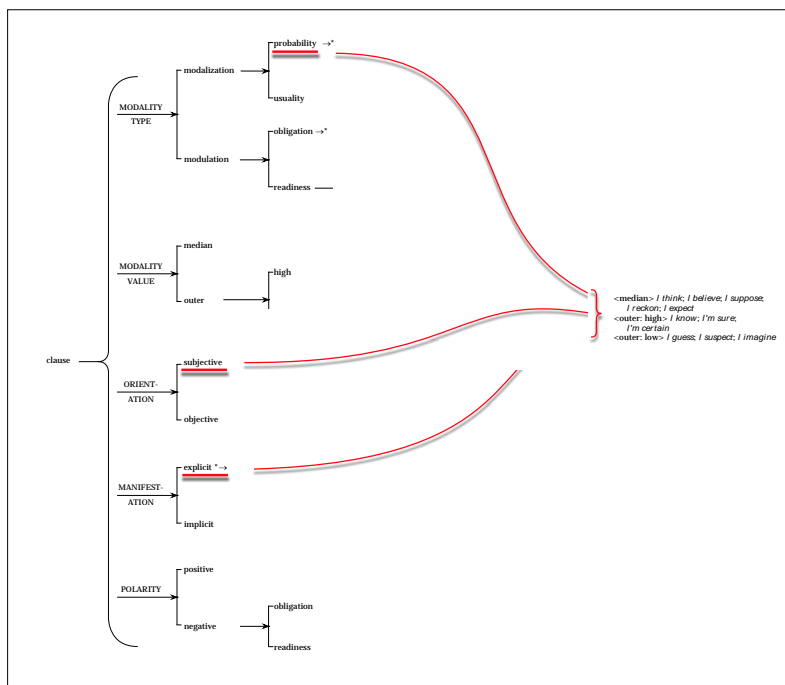 probability →*
modalization
usuality
MODALITY
TYPE
obligation →*
modulation
readiness
median
MODALITY
VALUE
high
outer
<median> I think; I believe; I suppose;
I reckon; I expect
<outer: high> I know; I'm sure;
I'm certain
<outer: low> I guess; I suspect; I imagine
clause
subjective
ORIENT-
ATION
objective
explicit *→
MANIFEST-
ATION
implicit
positive
POLARITY
obligation
negative
readiness